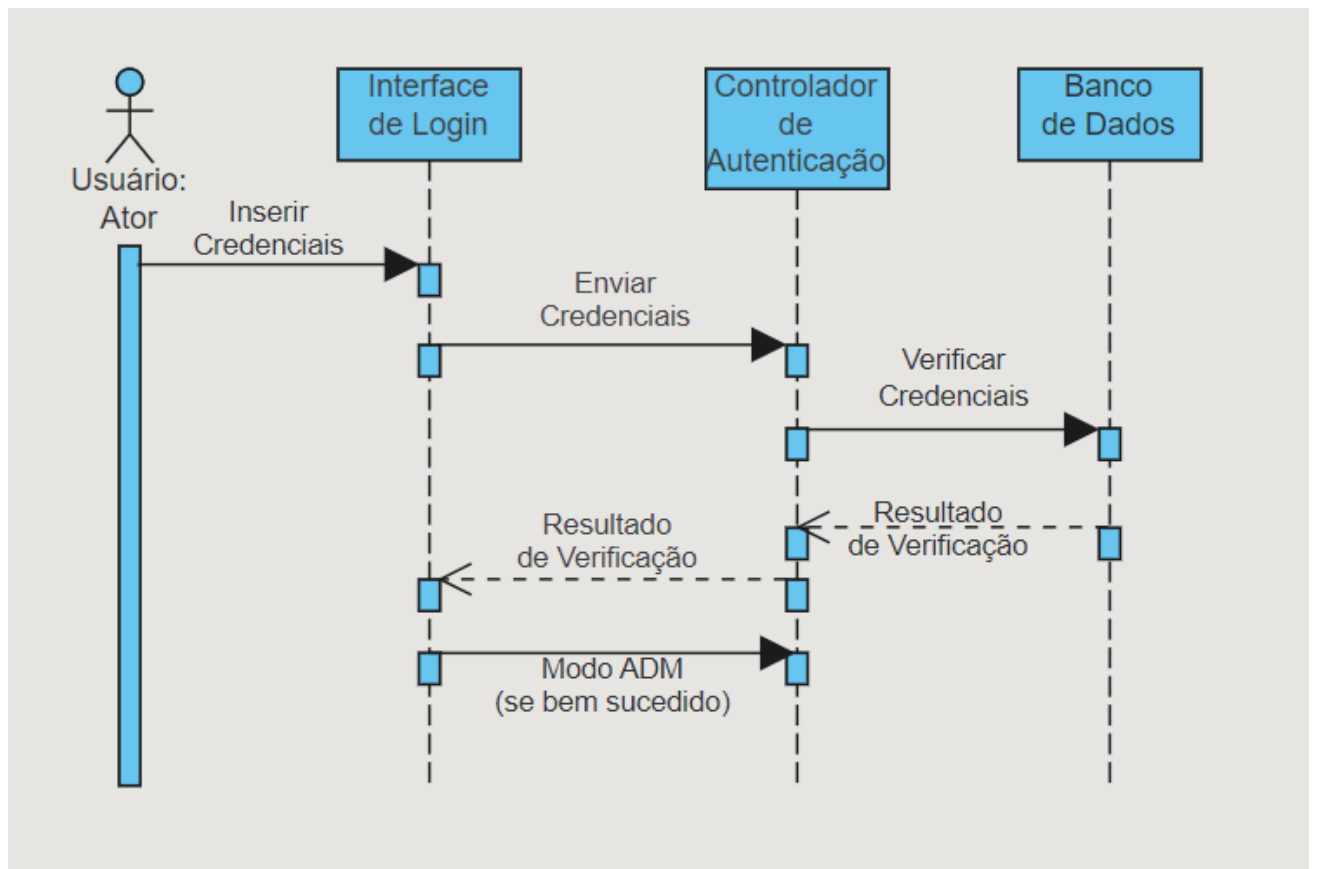 Interface
de Login
Controlador
de
Autenticação
Banco
de Dados
Usuário:
Ator
Inserir
Credenciais
Enviar
Credenciais
Verificar
Credenciais
Resultado
de Verificação
Resultado
de Verificação
Modo ADM
(se bem sucedido)